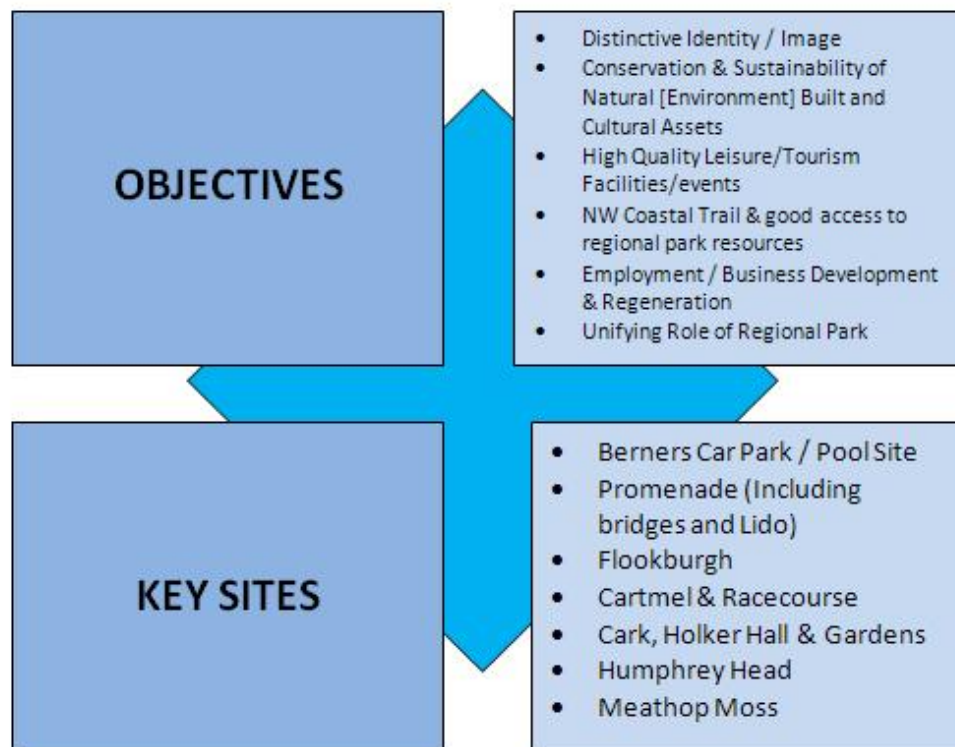 OBJECTIVES
• Distinctive Identity / Image
• Conservation & Sustainability of
Natural [Environment] Built and
Cultural Assets
• High Quality Leisure/Tourism
Facilities/events
• NW Coastal Trail & good access to
regional park resources
• Employment / Business Development
& Regeneration
• Unifying Role of Regional Park
KEY SITES
• Berners Car Park / Pool Site
• Promenade (Including
bridges and Lido)
• Flookburgh
• Cartmel & Racecourse
• Cark, Holker Hall & Gardens
• Humphrey Head
• Meathop Moss